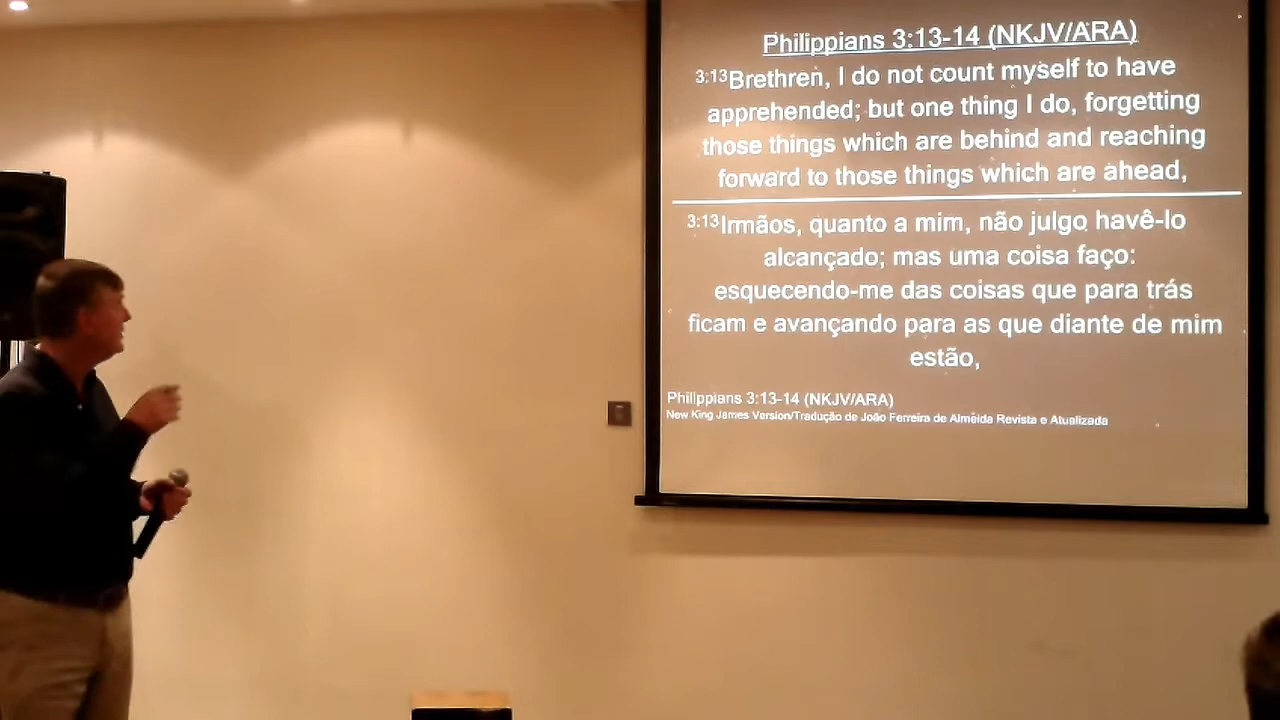 Philippians 3:13-14 (NKJV/ARA)
3:13Brethren, I do not count myself to have
apprehended; but one thing I do, forgetting
those things which are behind and reaching
forward to those things which are ahead,
3:13Irmãos, quanto a mim, não julgo havê-lo
alcançado; mas uma coisa faço:
esquecendo-me das coisas que para trás
ficam e avançando para as que diante de mim
estão,
Philippians 3:13-14 (NKJV/ARA)
New King James Version/Tradução de João Ferreira de Almeida Revista e Atualizada